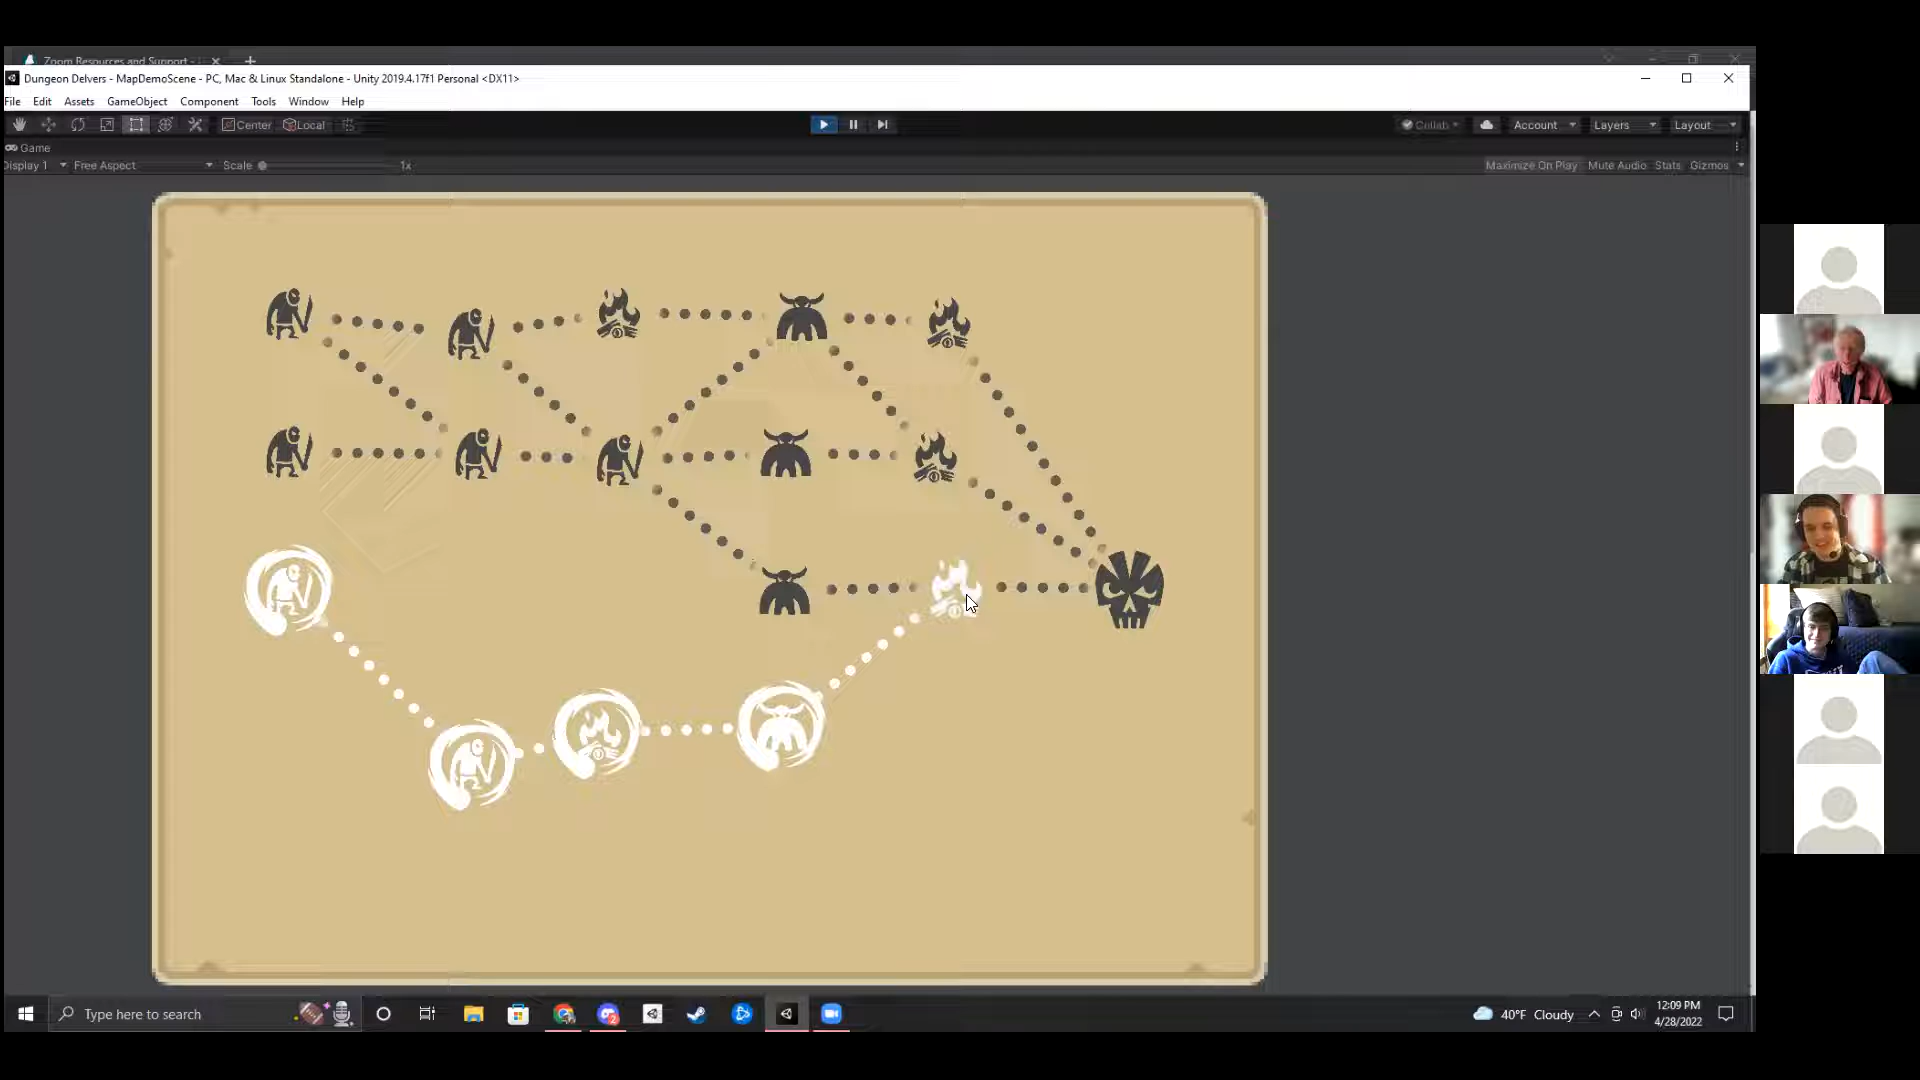 Zoom Resources and Support -
Dungeon Delvers - MapDemoScene - PC, Mac & Linux Standalone - Unity 2019.4.17f1 Personal <DX11>
File Edit Assets GameObject Component Tools Window Help
Center Local Collab Account Layers Layout
Game
Display 1 Free Aspect Scale 1x Maximize On Play Mute Audio Stats Gizmos
Type here to search 2 40°F Cloudy 12:09 PM
4/28/2022